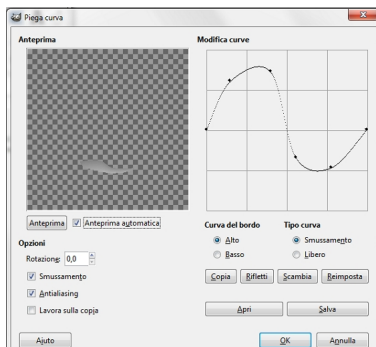 Piega curva
Anteprima
Anteprima Anteprima automatica
Opzioni
Rotazione: 0,0
Smussamento
Antialiasing
Lavora sulla copia
Modifica curve
Curva del bordo Tipo curva
Alto Smussamento
Basso Libero
Copia Rifletti Scambia Reimposta
Apri Salva
Aiuto OK Annulla